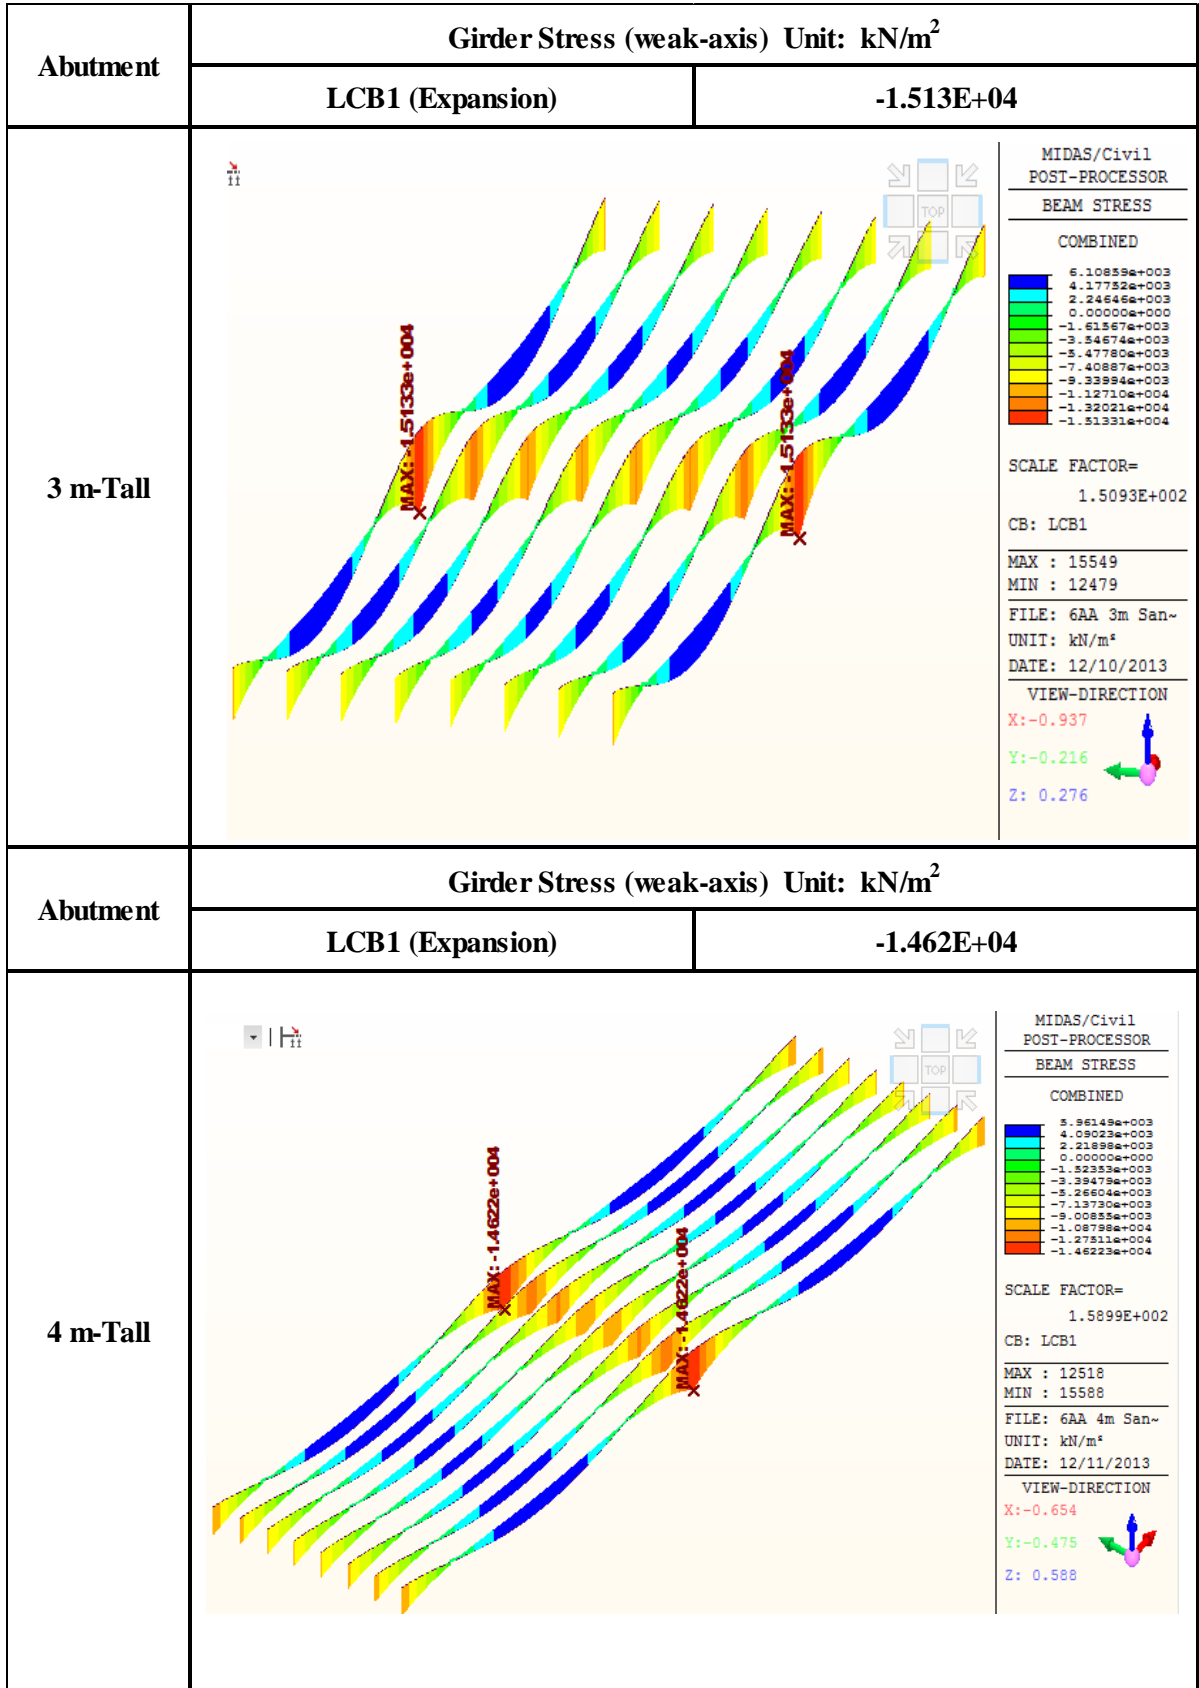 Abutment
Girder Stress (weak-axis) Unit: kN/m²
LCB1 (Expansion)
-1.513E+04
3 m-Tall
TOP
MAX: -1.5133e+004
MAX: -1.5133e+004
MIDAS/Civil
POST-PROCESSOR
BEAM STRESS
COMBINED
6.10859e+003
4.17752e+003
2.24646e+003
0.00000e+000
-1.61567e+003
-3.54674e+003
-5.47780e+003
-7.40887e+003
-9.33994e+003
-1.12710e+004
-1.32021e+004
-1.51331e+004
SCALE FACTOR=
1.5093E+002
CB: LCB1
MAX : 15549
MIN : 12479
FILE: 6AA 3m San~
UNIT: kN/m²
DATE: 12/10/2013
VIEW-DIRECTION
X:-0.937
Y:-0.216
Z: 0.276
Abutment
Girder Stress (weak-axis) Unit: kN/m²
LCB1 (Expansion)
-1.462E+04
4 m-Tall
TOP
MAX: -1.4622e+004
MAX: -1.4622e+004
MIDAS/Civil
POST-PROCESSOR
BEAM STRESS
COMBINED
5.96149e+003
4.09023e+003
2.21898e+003
0.00000e+000
-1.52353e+003
-3.39479e+003
-5.26604e+003
-7.13730e+003
-9.00855e+003
-1.08798e+004
-1.27511e+004
-1.46223e+004
SCALE FACTOR=
1.5899E+002
CB: LCB1
MAX : 12518
MIN : 15588
FILE: 6AA 4m San~
UNIT: kN/m²
DATE: 12/11/2013
VIEW-DIRECTION
X:-0.654
Y:-0.475
Z: 0.588